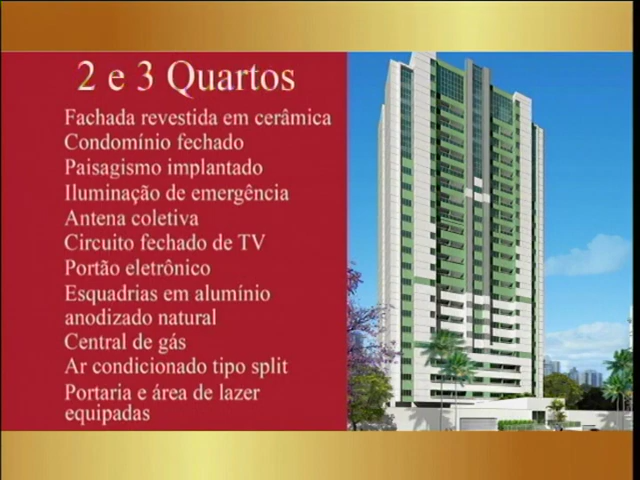 2 e 3 Quartos
Fachada revestida em cerâmica
Condomínio fechado
Paisagismo implantado
Iluminação de emergência
Antena coletiva
Circuito fechado de TV
Portão eletrônico
Esquadrias em alumínio
anodizado natural
Central de gás
Ar condicionado tipo split
Portaria e área de lazer
equipadas